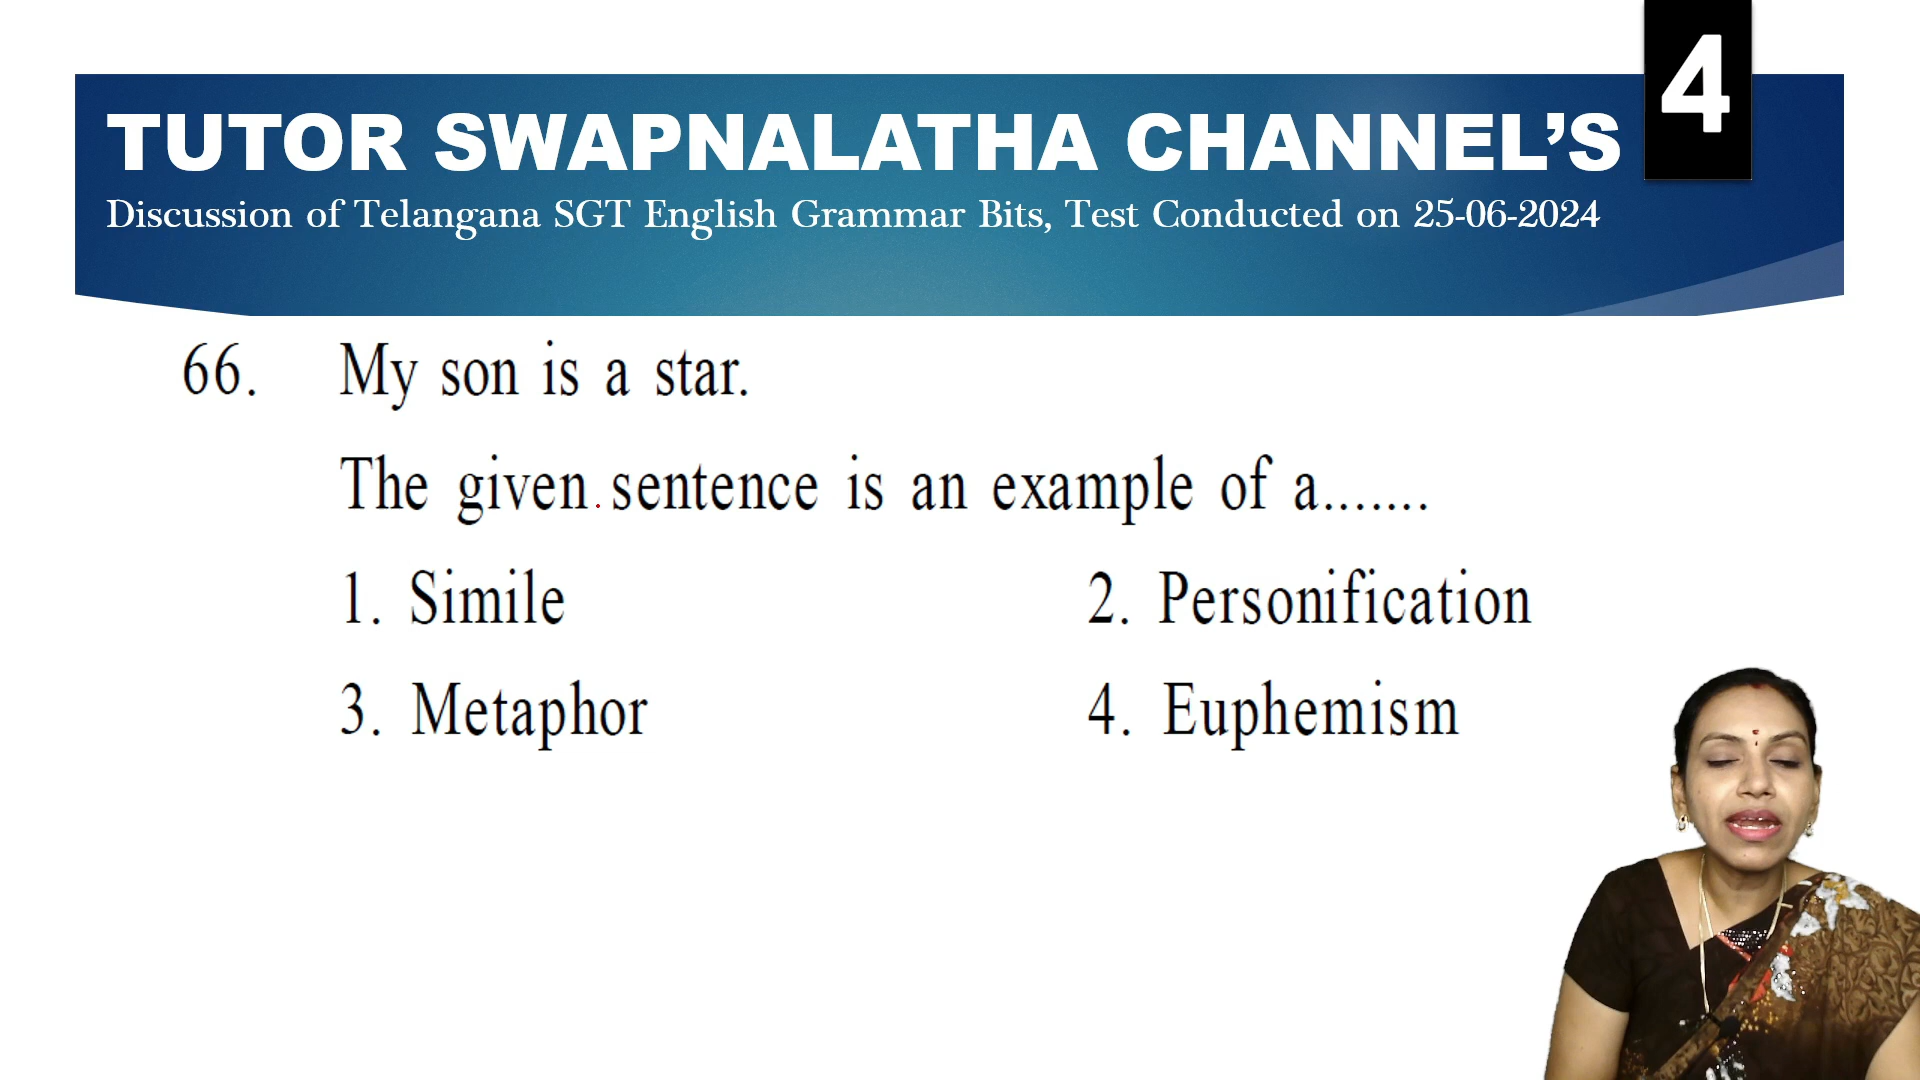 4
TUTOR SWAPNALATHA CHANNEL’S
Discussion of Telangana SGT English Grammar Bits, Test Conducted on 25-06-2024
66. My son is a star.
The given sentence is an example of a.......
1. Simile 2. Personification
3. Metaphor 4. Euphemism